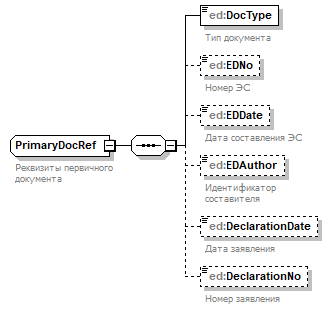 ed:DocType
Тип документа
ed:EDNo
Номер ЭС
ed:EDDate
Дата составления ЭС
PrimaryDocRef
Реквизиты первичного
документа
ed:EDAuthor
Идентификатор
составителя
ed:DeclarationDate
Дата заявления
ed:DeclarationNo
Номер заявления